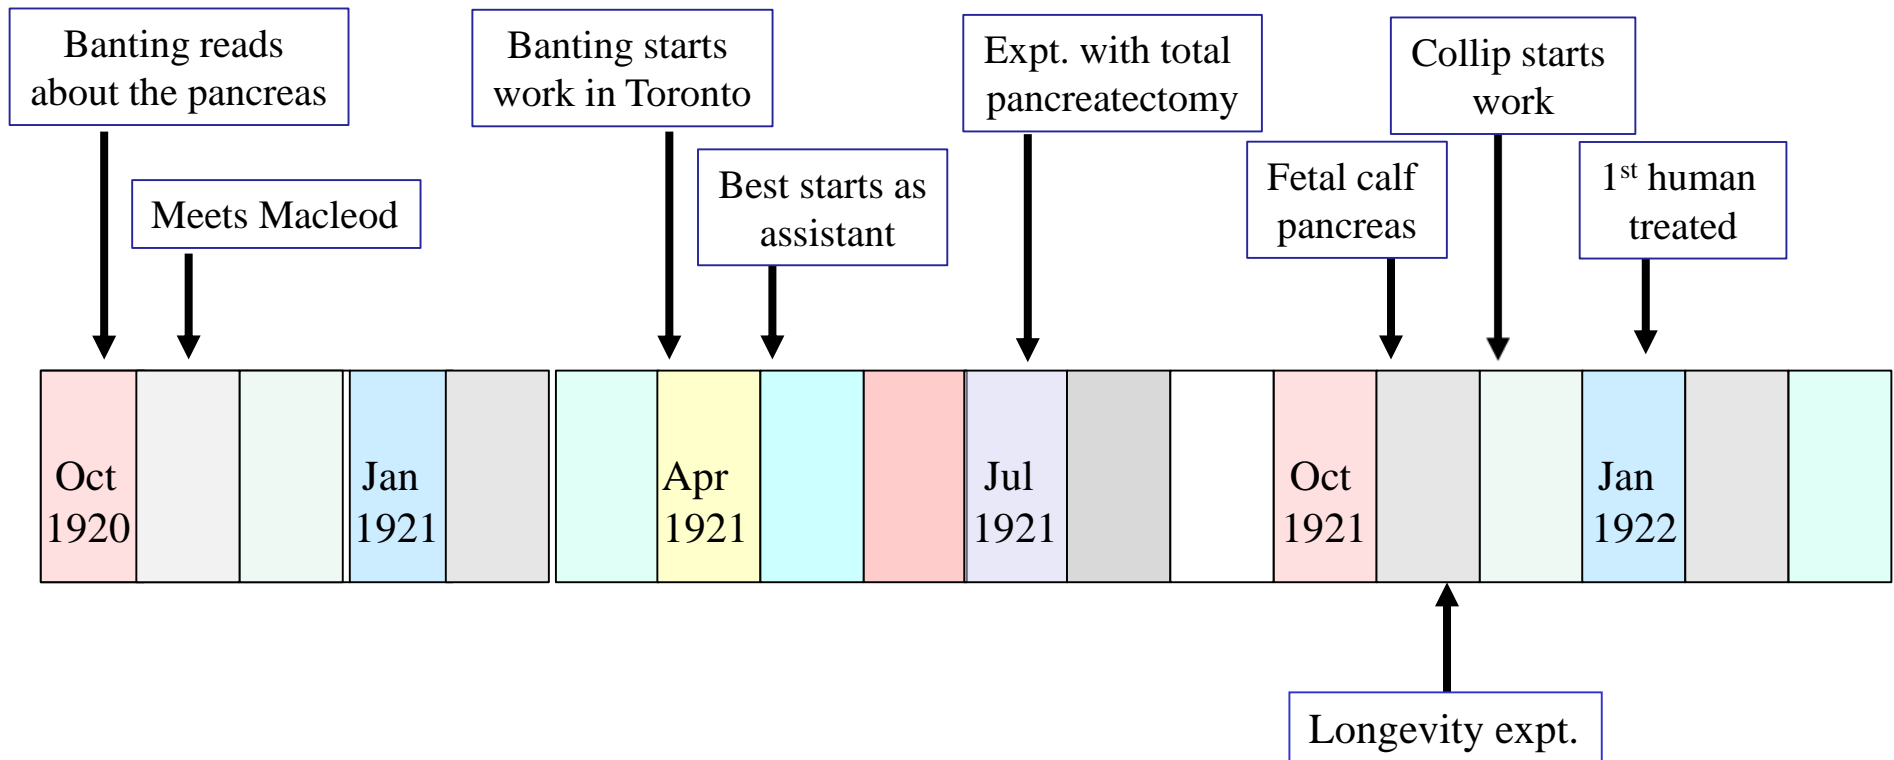 Banting reads
about the pancreas
Meets Macleod
Banting starts
work in Toronto
Best starts as
assistant
Expt. with total
pancreatectomy
Fetal calf
pancreas
Collip starts
work
1st human
treated
Oct
1920
Jan
1921
Apr
1921
Jul
1921
Oct
1921
Jan
1922
Longevity expt.